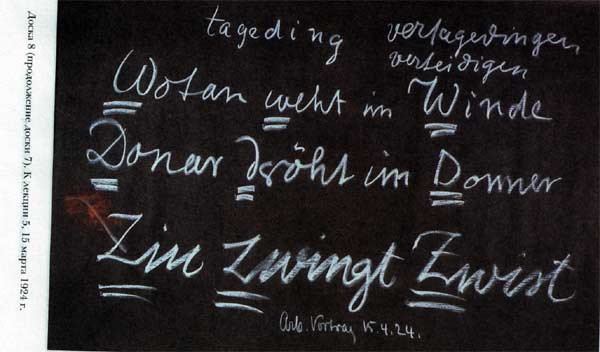 tageding vertagedingen
verteidigen
Wotan weht im Winde
Donar dröht im Donner
Ziu zwingt Zwist
Arb. Vortrag 15.4.24.
Доска 8 (продолжение доски 7). К лекции 5, 15 марта 1924 г.